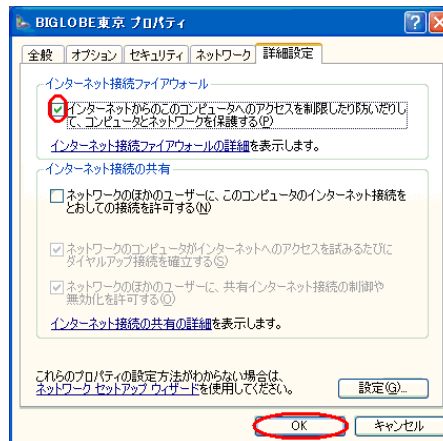 BIGLOBE東京 プロパティ
全般 オプション セキュリティ ネットワーク 詳細設定
インターネット接続ファイアウォール
インターネットからのこのコンピュータへのアクセスを制限したり防いだりし
て、コンピュータとネットワークを保護する(P)
インターネット接続ファイアウォールの詳細を表示します。
インターネット接続の共有
ネットワークのほかのユーザーに、このコンピュータのインターネット接続を
とおしての接続を許可する(N)
ネットワークのコンピュータがインターネットへのアクセスを試みるたびに
ダイヤルアップ接続を確立する(S)
ネットワークのほかのユーザーに、共有インターネット接続の制御や
無効化を許可する(O)
インターネット接続の共有の詳細を表示します。
これらのプロパティの設定方法がわからない場合は、
ネットワーク セットアップ ウィザードを使用してください。
設定(G)...
OK キャンセル